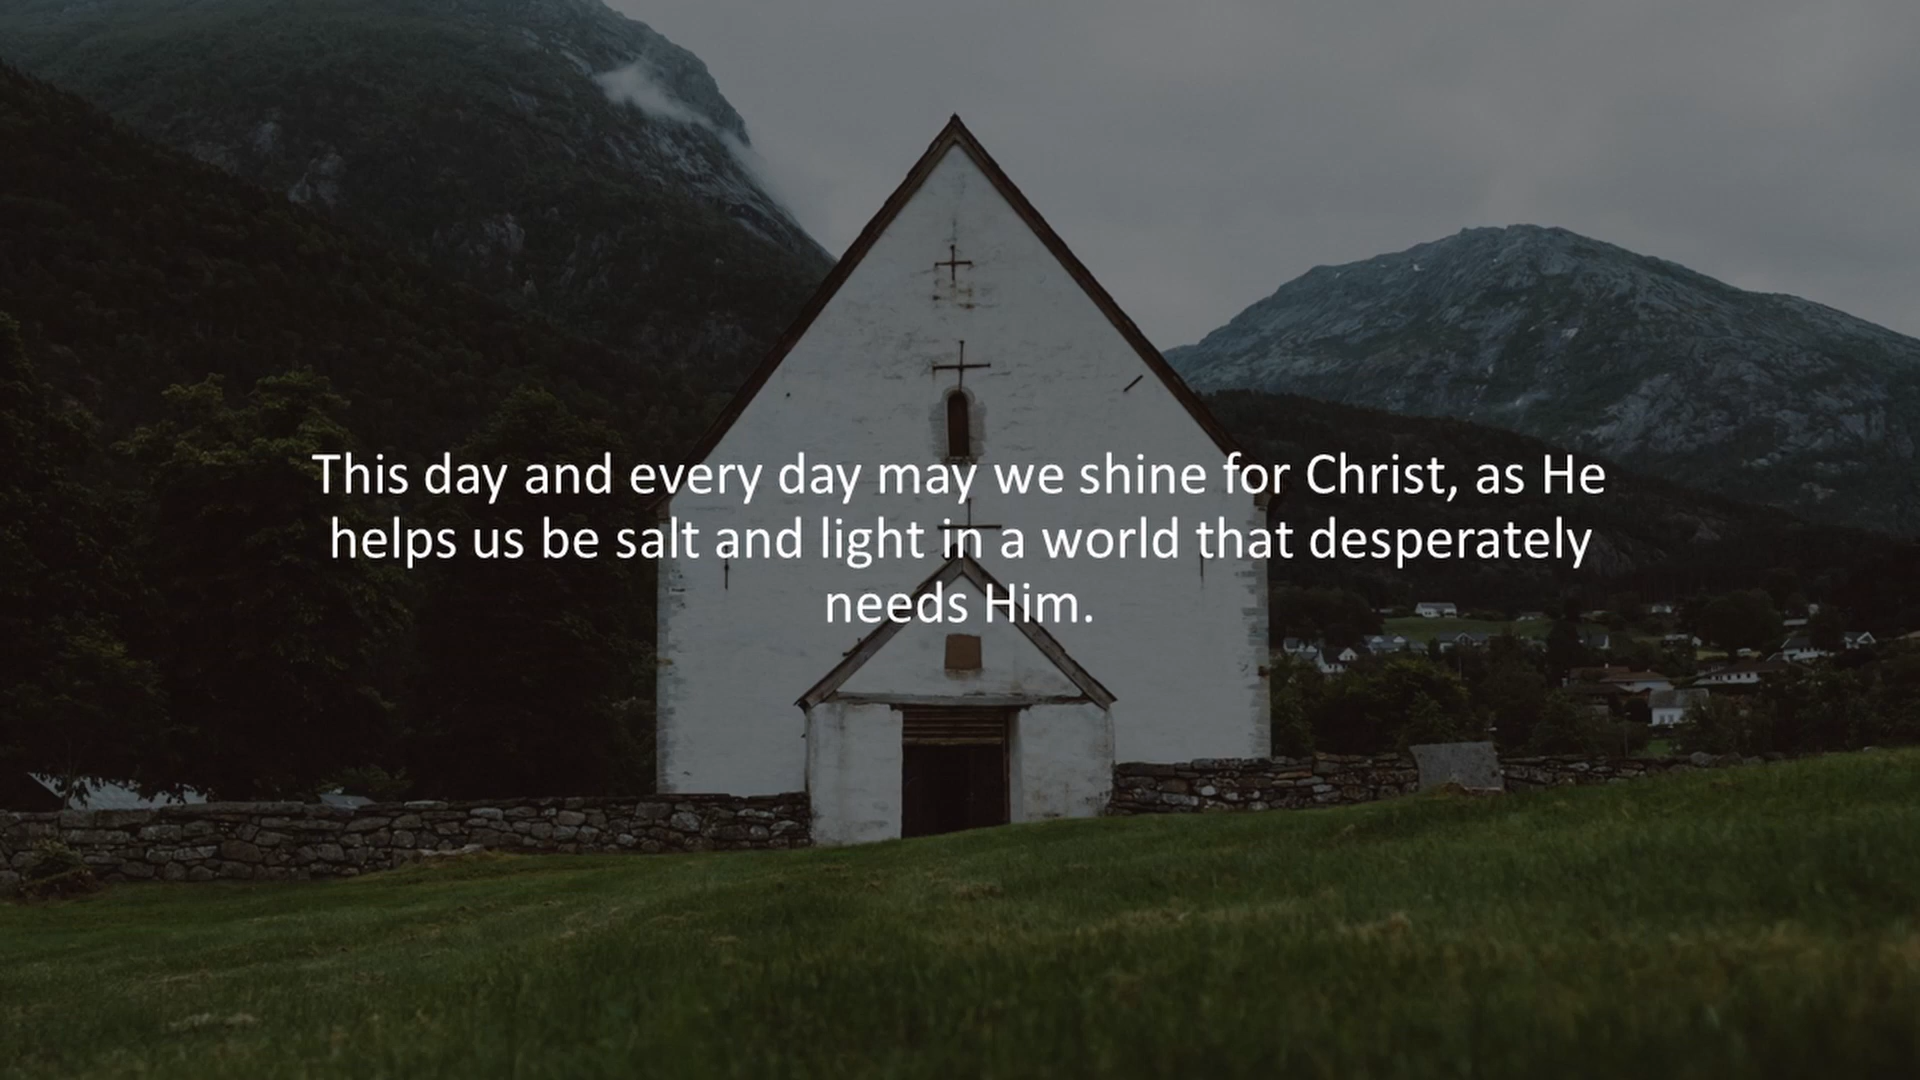 This day and every day may we shine for Christ, as He
helps us be salt and light in a world that desperately
needs Him.